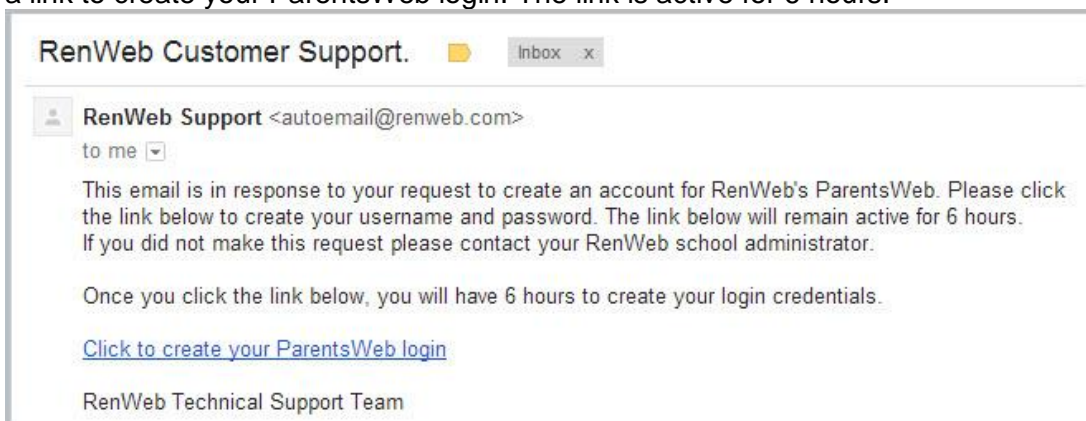 a link to create your ParentsWeb login. The link is active for 6 hours.
RenWeb Customer Support. Inbox x
RenWeb Support <autoemail@renweb.com>
to me
This email is in response to your request to create an account for RenWeb's ParentsWeb. Please click
the link below to create your username and password. The link below will remain active for 6 hours.
If you did not make this request please contact your RenWeb school administrator.
Once you click the link below, you will have 6 hours to create your login credentials.
Click to create your ParentsWeb login
RenWeb Technical Support Team